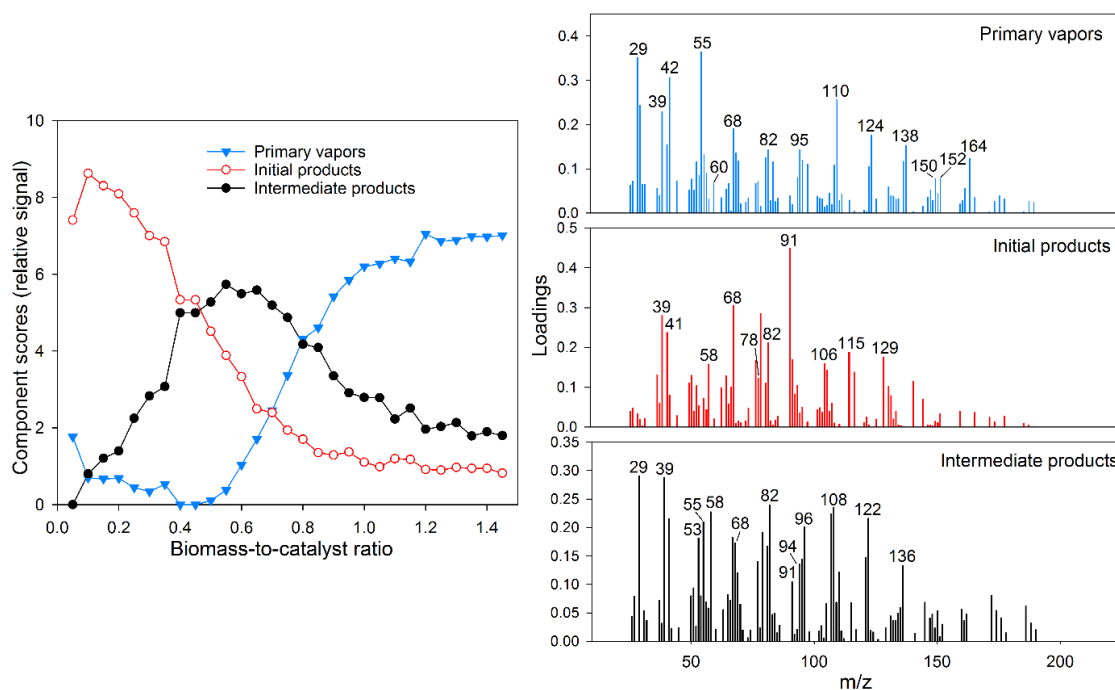 Component scores (relative signal)
10
8
6
4
2
0
Primary vapors
Initial products
Intermediate products
0.0 0.2 0.4 0.6 0.8 1.0 1.2 1.4
Biomass-to-catalyst ratio
Loadings
Primary vapors
0.4
0.3
0.2
0.1
0.0
29 39 42 55 60 68 82 95 110 124 138 150 152 164
Initial products
0.5
0.4
0.3
0.2
0.1
0.0
39 41 58 68 78 82 91 106 115 129
Intermediate products
0.35
0.30
0.25
0.20
0.15
0.10
0.05
0.00
29 39 53 55 58 68 82 91 94 96 108 122 136
50 100 150 200
m/z